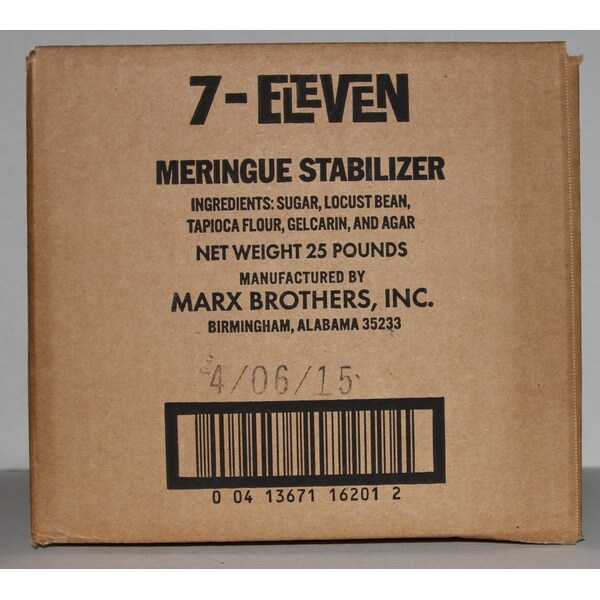 7-ELEVEN
MERINGUE STABILIZER
INGREDIENTS: SUGAR, LOCUST BEAN,
TAPIOCA FLOUR, GELCARIN, AND AGAR
NET WEIGHT 25 POUNDS
MANUFACTURED BY
MARX BROTHERS, INC.
BIRMINGHAM, ALABAMA 35233
4/06/15
0 04 13671 16201 2